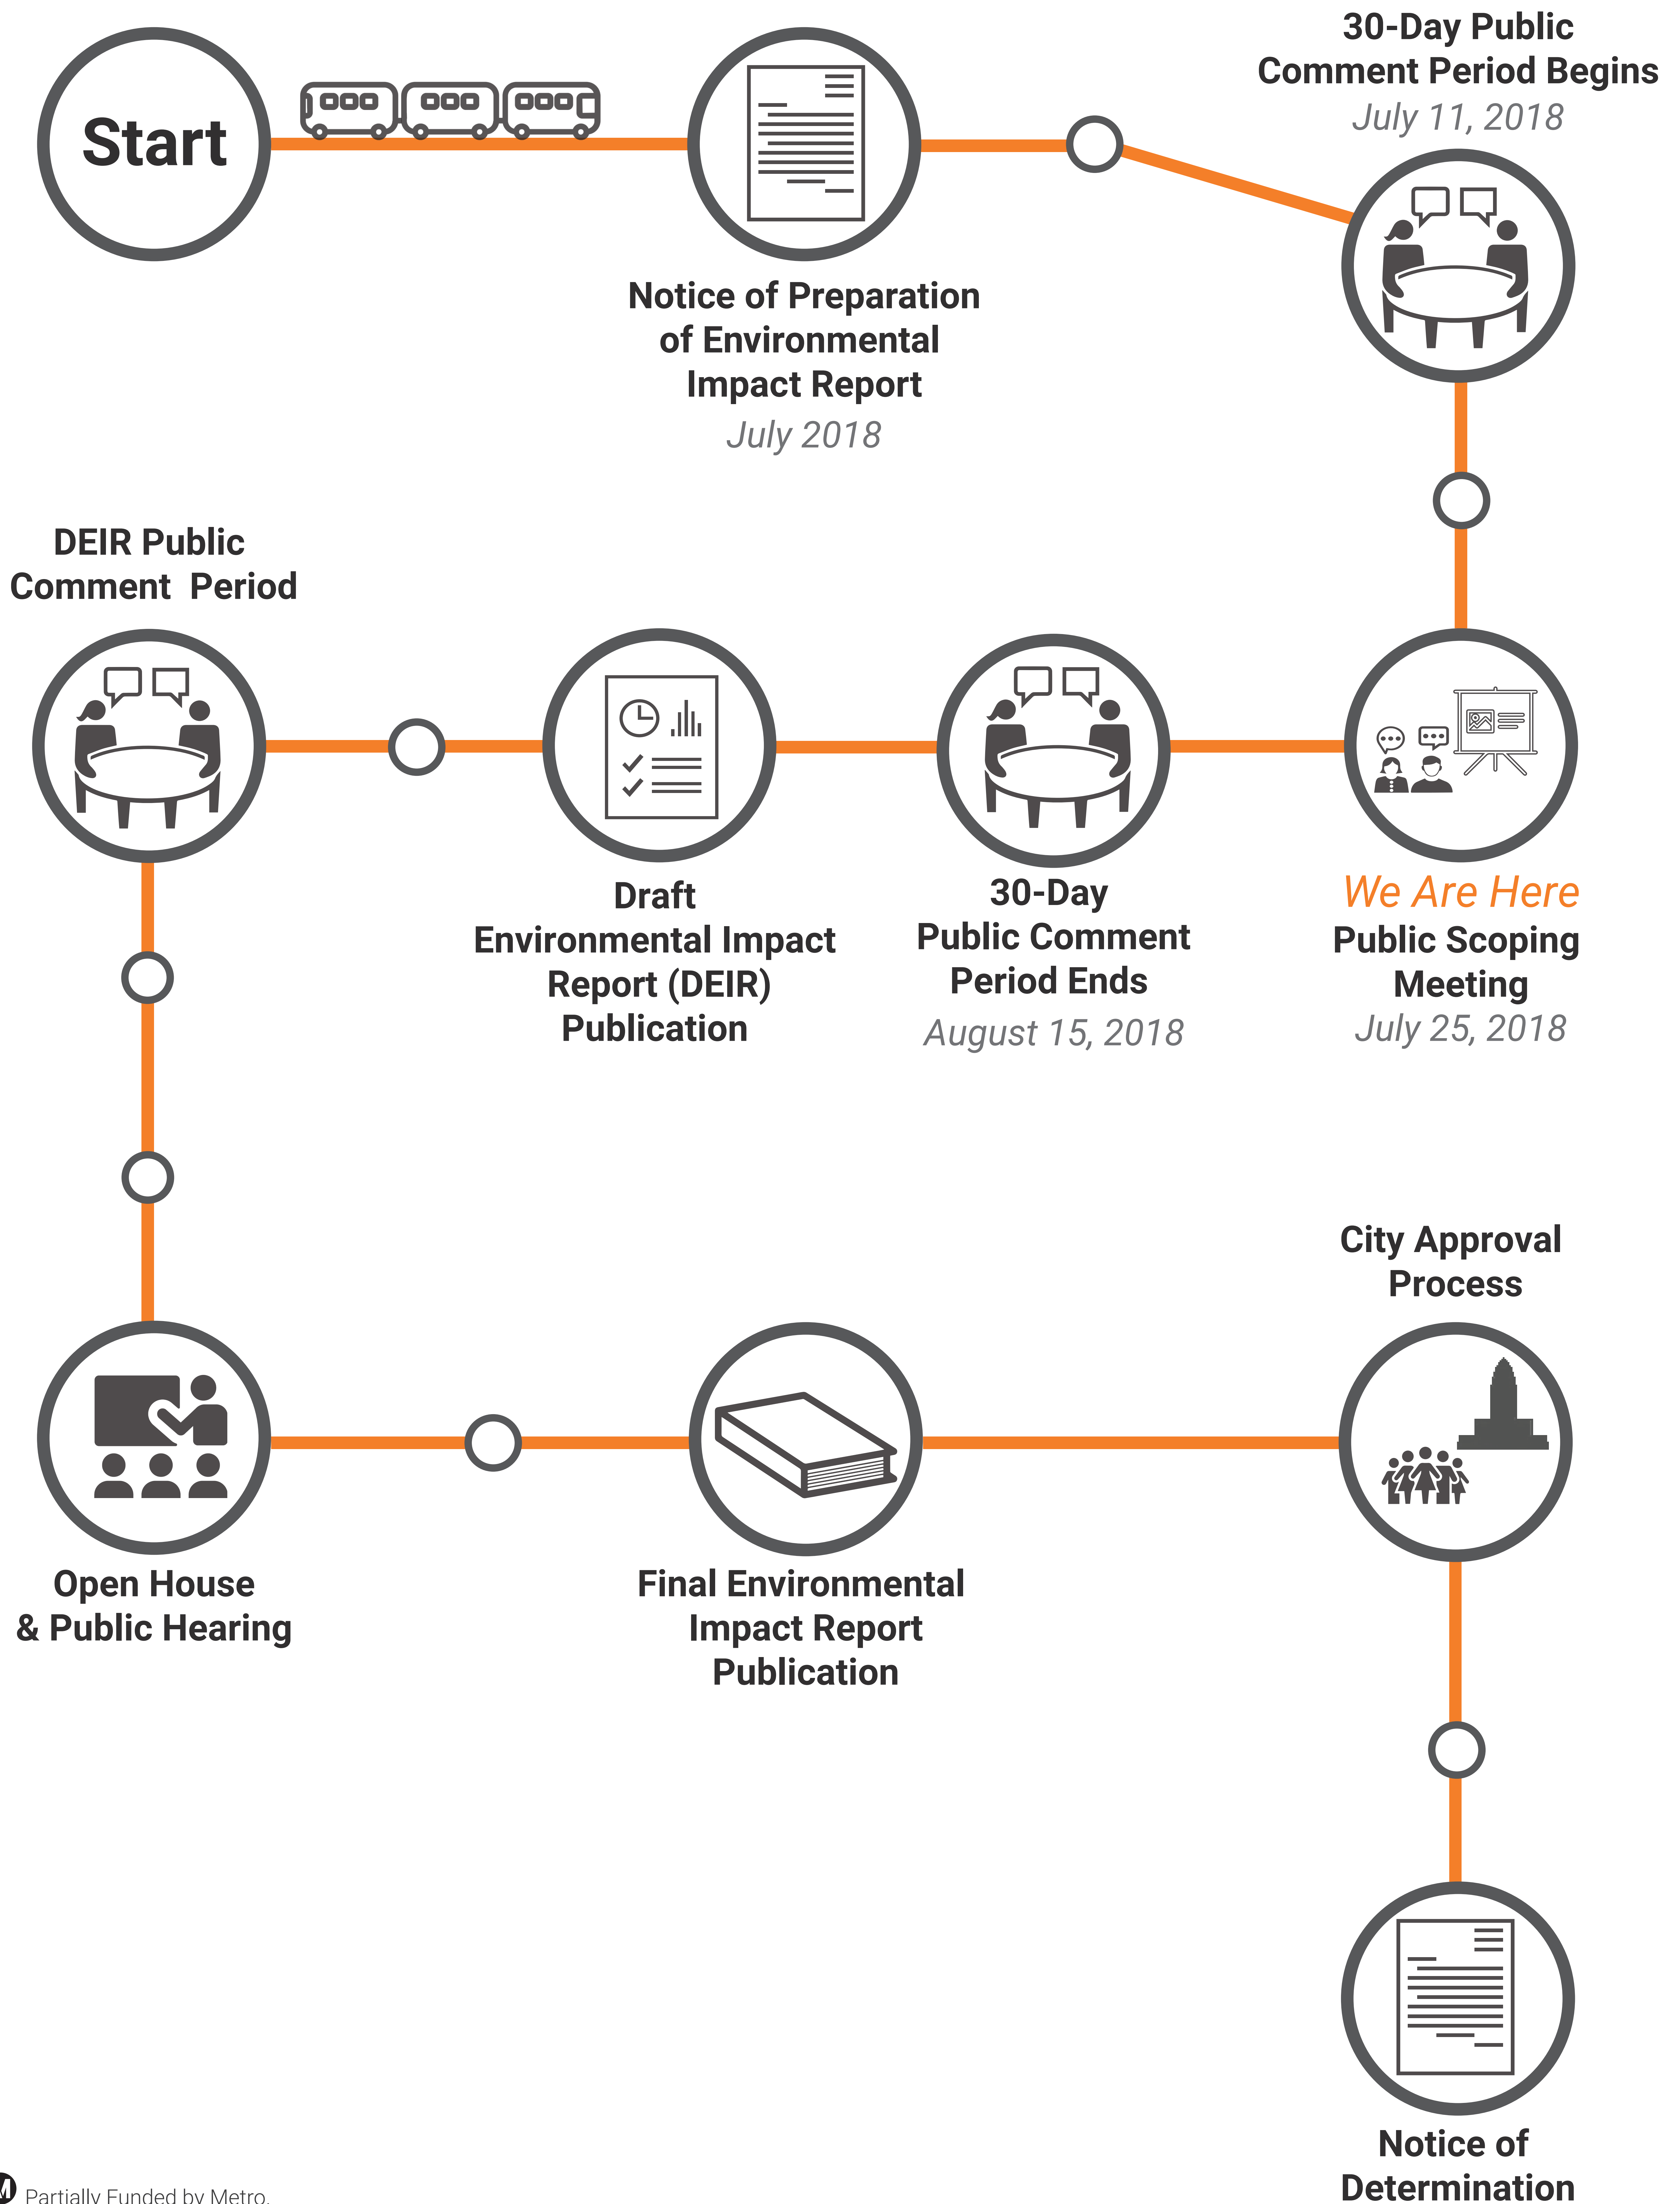 Start
Notice of Preparation
of Environmental
Impact Report
July 2018
30-Day Public
Comment Period Begins
July 11, 2018
We Are Here
Public Scoping
Meeting
July 25, 2018
30-Day
Public Comment
Period Ends
August 15, 2018
Draft
Environmental Impact
Report (DEIR)
Publication
DEIR Public
Comment  Period
Open House
& Public Hearing
Final Environmental
Impact Report
Publication
City Approval
Process
Notice of
Determination
M Partially Funded by Metro.